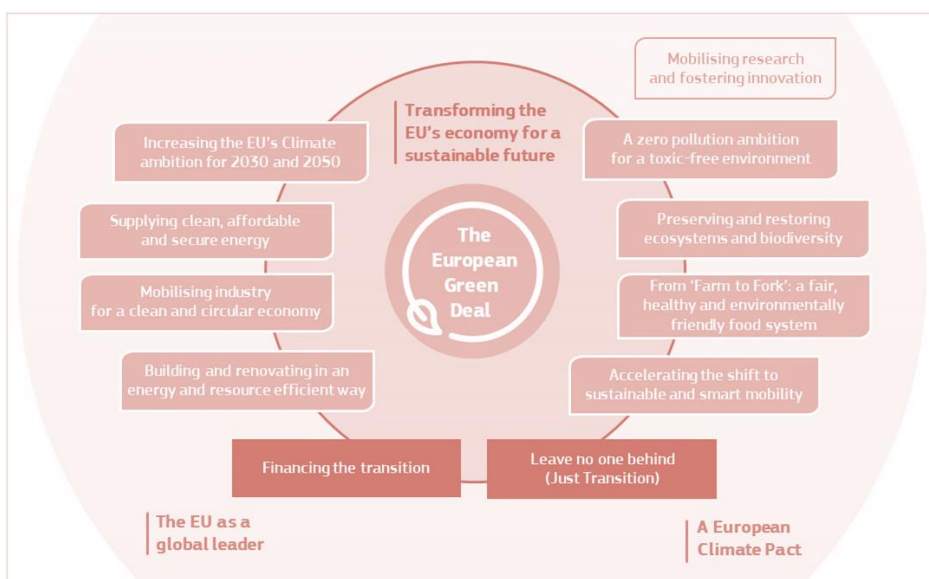 Mobilising research
and fostering innovation
Transforming the
EU's economy for a
sustainable future
Increasing the EU's Climate
ambition for 2030 and 2050
A zero pollution ambition
for a toxic-free environment
Supplying clean, affordable
and secure energy
Preserving and restoring
ecosystems and biodiversity
The
European
Green
Deal
Mobilising industry
for a clean and circular economy
From ‘Farm to Fork’: a fair,
healthy and environmentally
friendly food system
Building and renovating in an
energy and resource efficient way
Accelerating the shift to
sustainable and smart mobility
Financing the transition
Leave no one behind
(Just Transition)
The EU as a
global leader
A European
Climate Pact